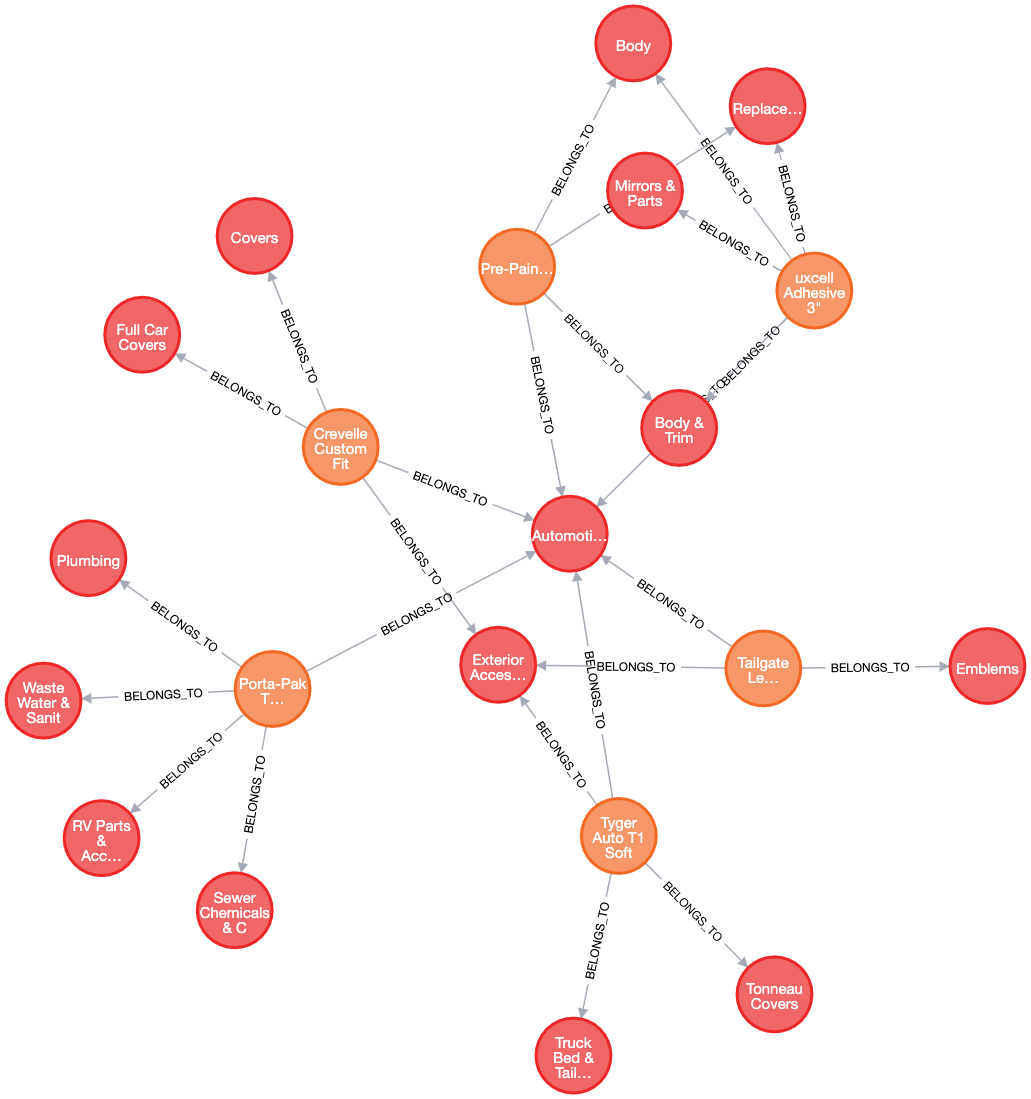 Body
Replace...
BELONGS_TO
BELONGS_TO
Mirrors &
Parts
BELONGS_TO
BELONGS_TO
Covers
Pre-Pain...
uxcell
Adhesive
3"
BELONGS_TO
Full Car
Covers
BELONGS_TO
BELONGS_TO
BELONGS_TO
BELONGS_TO
Body &
Trim
Crevelle
Custom
Fit
BELONGS_TO
BELONGS_TO
Automoti...
Plumbing
BELONGS_TO
BELONGS_TO
BELONGS_TO
BELONGS_TO
Exterior
Acces...
BELONGS_TO
Tailgate
Le...
BELONGS_TO
Emblems
Waste
Water &
Sanit
BELONGS_TO
Porta-Pak
T...
BELONGS_TO
BELONGS_TO
BELONGS_TO
BELONGS_TO
RV Parts
&
Acc...
Tyger
Auto T1
Soft
Sewer
Chemicals
& C
BELONGS_TO
BELONGS_TO
Tonneau
Covers
Truck
Bed &
Tail...